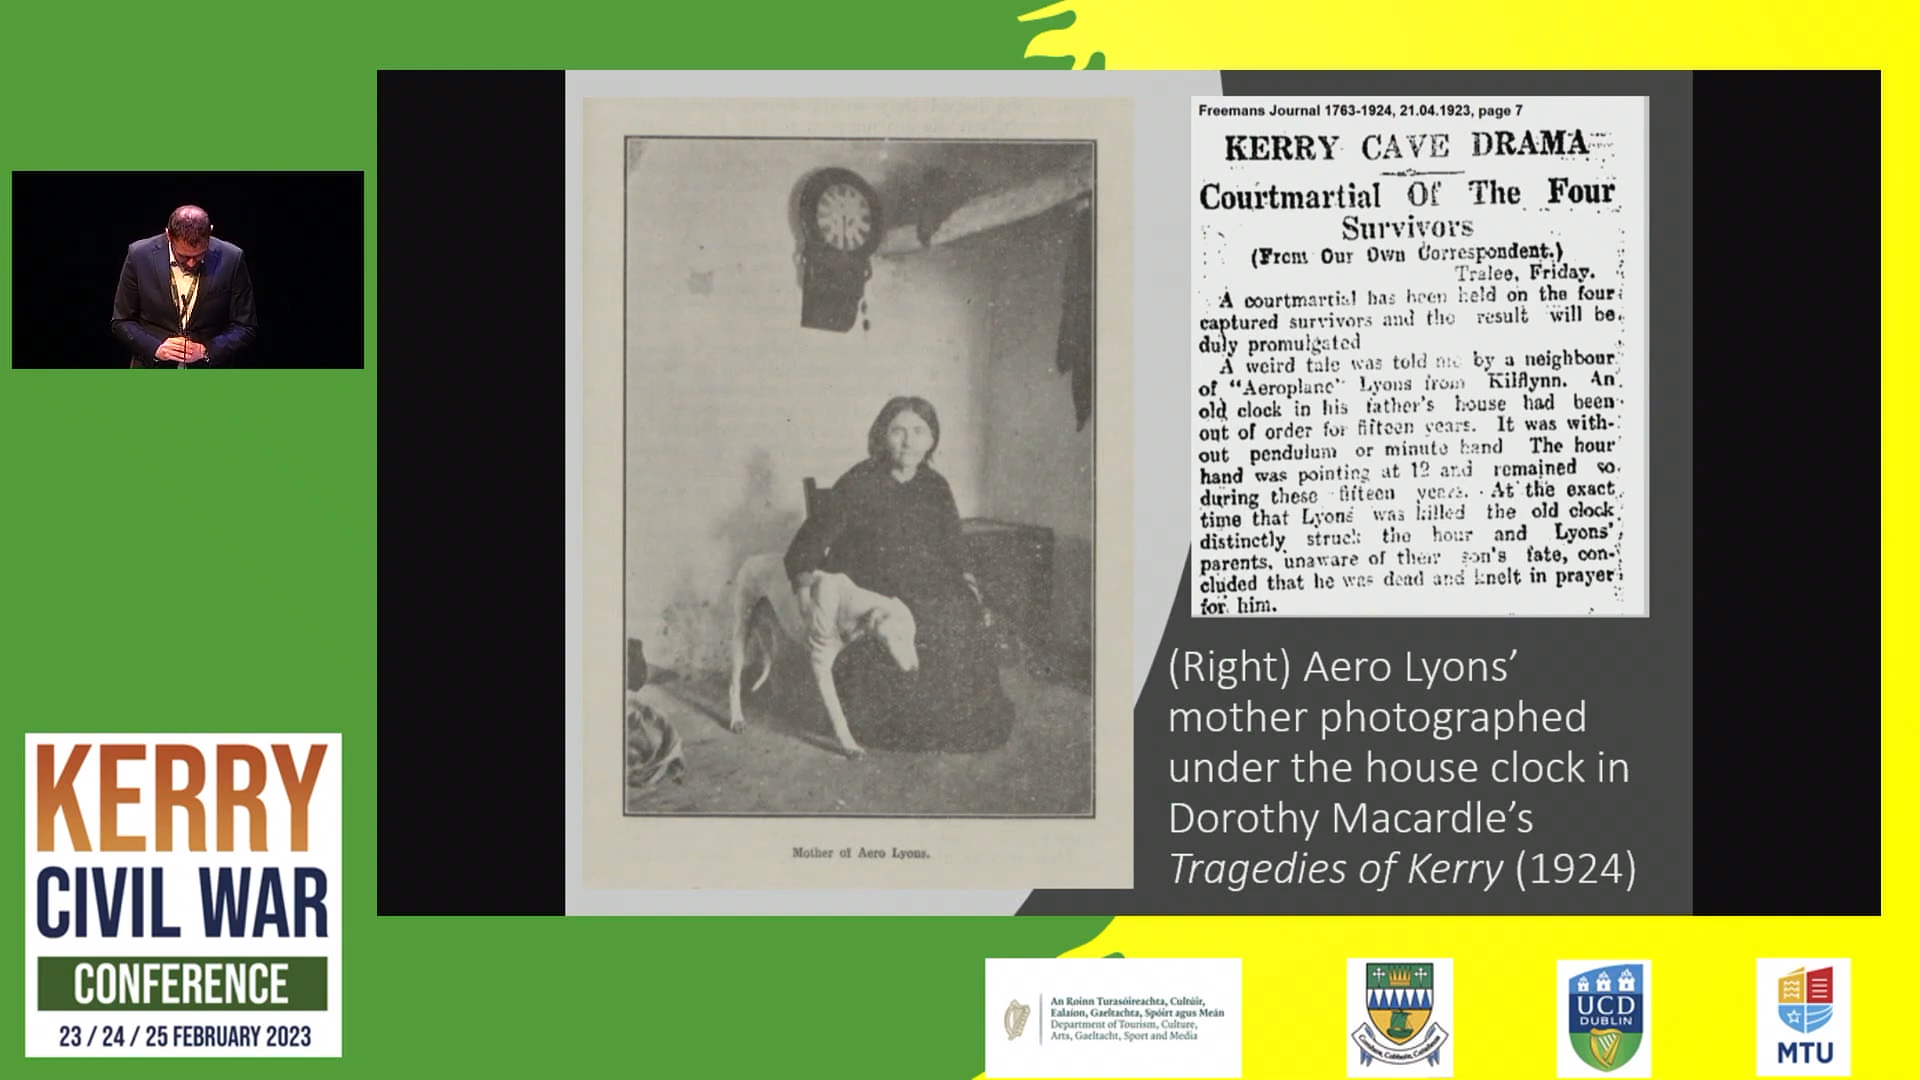 Freemans Journal 1763-1924, 21.04.1923, page 7
KERRY CAVE DRAMA
Courtmartial Of The Four
Survivors
(From Our Own Correspondent.)
Tralee, Friday.
A courtmartial has been held on the four
captured survivors and the result will be
duly promulgated
A weird tale was told me by a neighbour
of "Aeroplane" Lyons from Kilflynn. An
old clock in his father's house had been
out of order for fifteen years. It was with-
out pendulum or minute hand The hour
hand was pointing at 12 and remained so
during these fifteen years. At the exact
time that Lyons was killed the old clock
distinctly struck the hour and Lyons'
parents, unaware of their son's fate, con-
cluded that he was dead and knelt in prayer
for him.
Mother of Aero Lyons.
(Right) Aero Lyons’
mother photographed
under the house clock in
Dorothy Macardle’s
Tragedies of Kerry (1924)
KERRY
CIVIL WAR
CONFERENCE
23 / 24 / 25 FEBRUARY 2023
An Roinn Turasóireachta, Cultúir,
Ealaíon, Gaeltachta, Spóirt agus Meán
Department of Tourism, Culture,
Arts, Gaeltacht, Sport and Media
Comhar, Cabhair, Cairdeas
UCD
DUBLIN
MTU